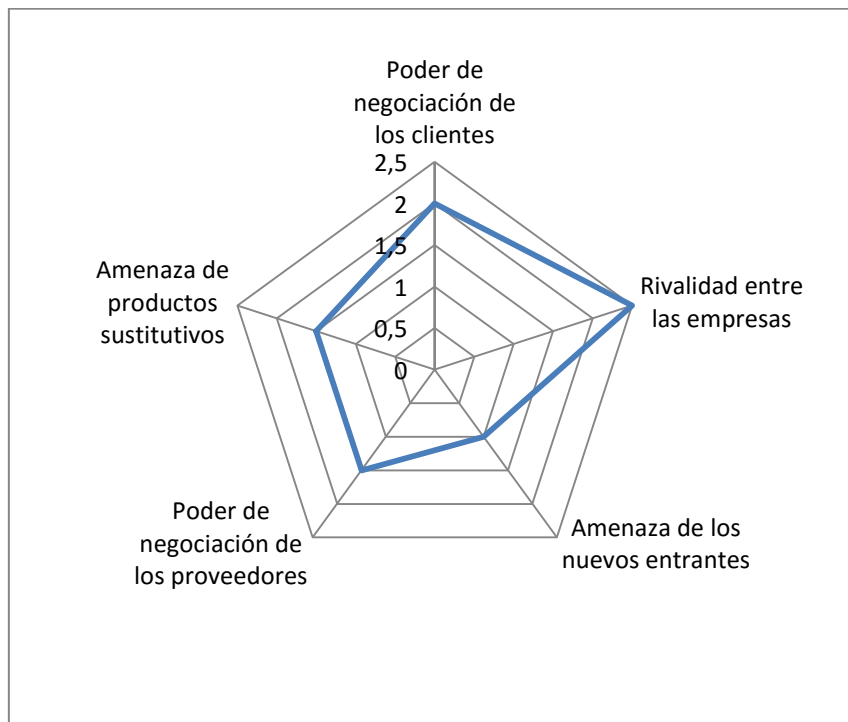 Poder de
negociación de
los clientes
2,5
2
1,5
1
0,5
0
Rivalidad entre
las empresas
Amenaza de los
nuevos entrantes
Poder de
negociación de
los proveedores
Amenaza de
productos
sustitutivos